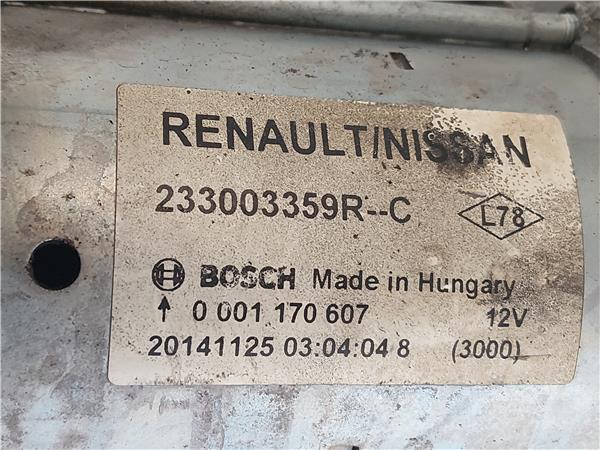 RENAULT/NISSAN
233003359R--C
L78
BOSCH Made in Hungary
0 001 170 607 12V
20141125 03:04:04 8 (3000)